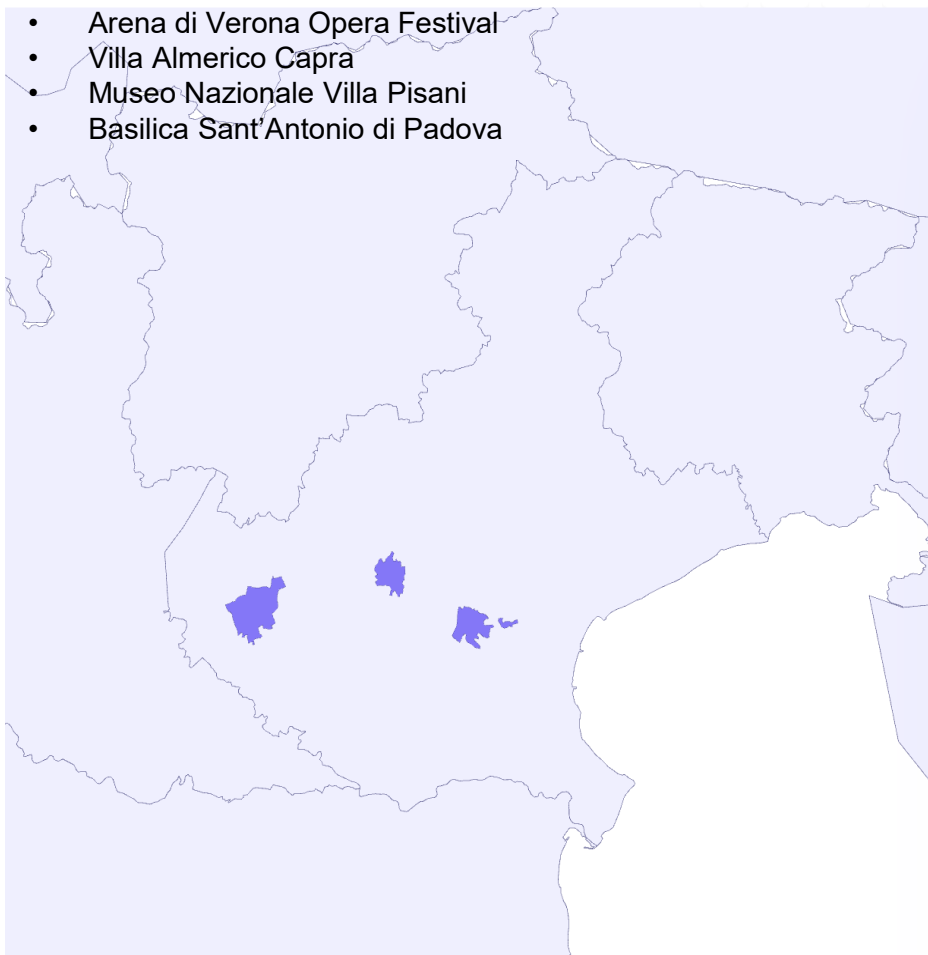 • Arena di Verona Opera Festival
• Villa Almerico Capra
• Museo Nazionale Villa Pisani
• Basilica Sant’Antonio di Padova